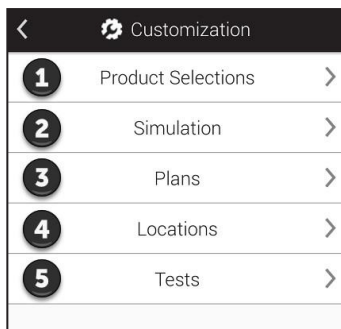 Customization
1 Product Selections
2 Simulation
3 Plans
4 Locations
5 Tests